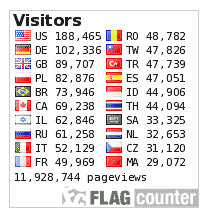 Visitors
US 188,465 RO 48,782
DE 102,336 TW 47,826
GB 89,707 TR 47,739
PL 82,876 ES 47,051
BR 73,946 ID 44,906
CA 69,238 TH 44,094
IL 62,846 SA 33,325
RU 61,258 NL 32,653
IT 52,129 CZ 31,120
FR 49,969 MA 29,072
11,928,744 pageviews
FLAG counter